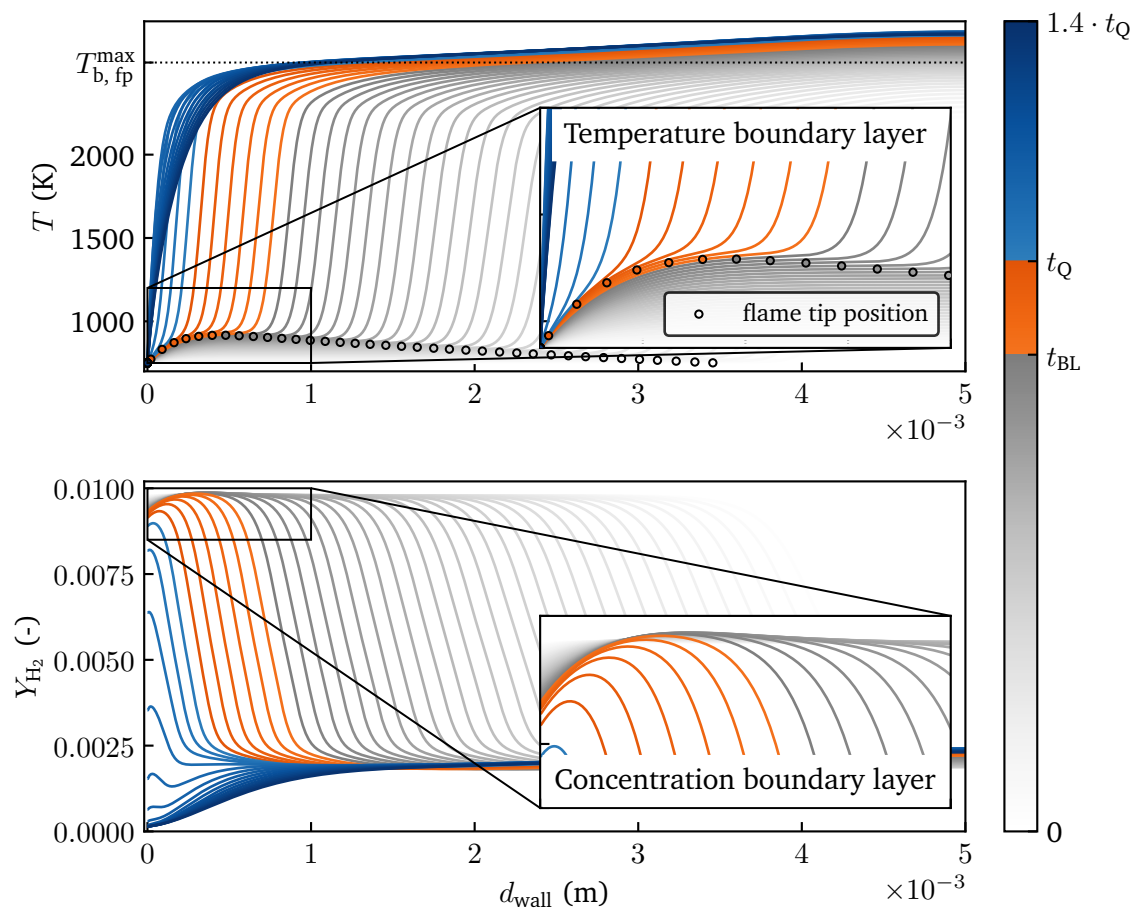 T_b, fp^max
T (K)
2000
1500
1000
Temperature boundary layer
flame tip position
0 1 2 3 4 5
×10⁻³
Y_H₂ (-)
0.0100
0.0075
0.0050
0.0025
0.0000
Concentration boundary layer
0 1 2 3 4 5
d_wall (m)
×10⁻³
1.4 · t_Q
t_Q
t_BL
0